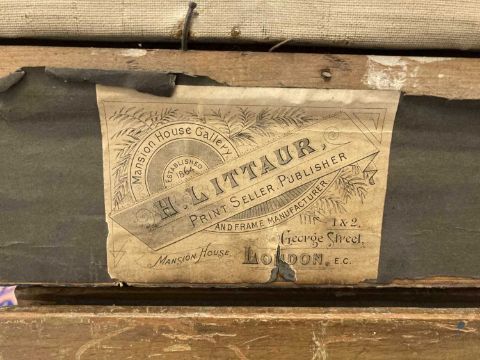 Mansion House Gallery
ESTABLISHED
1864
H. LITTAUR,
PRINT SELLER, PUBLISHER
AND FRAME MANUFACTURER
1 & 2.
George Street,
MANSION HOUSE,
LONDON, E.C.